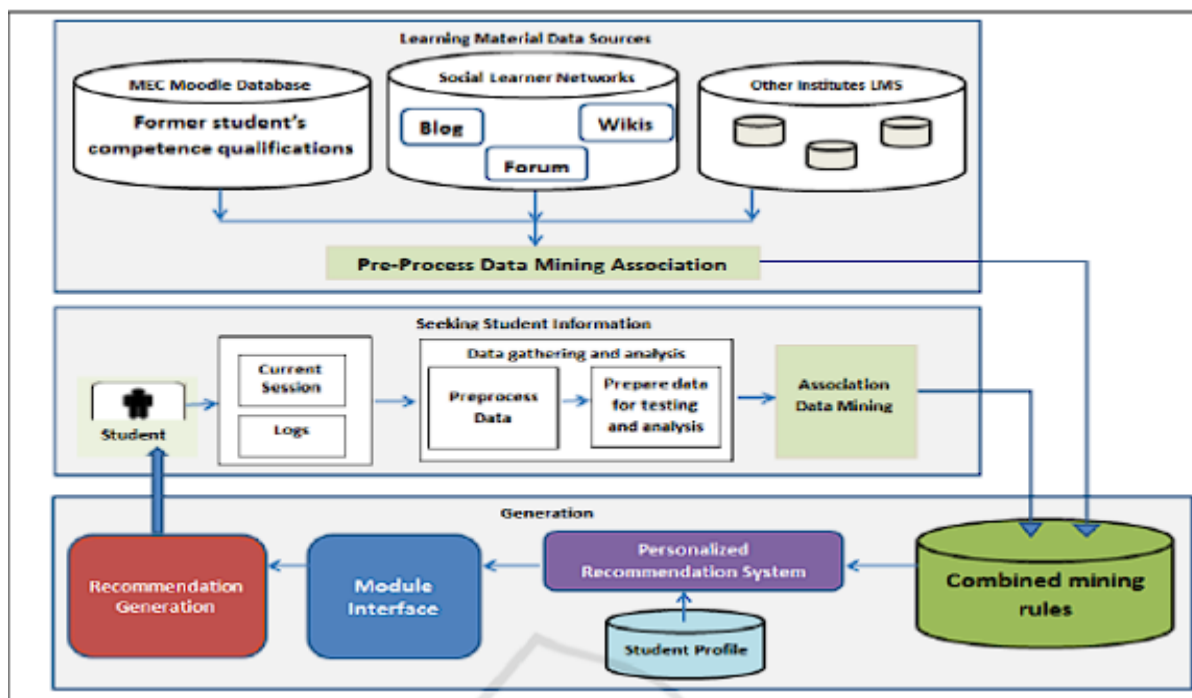 Learning Material Data Sources
MEC Moodle Database
Former student's
competence qualifications
Social Learner Networks
Blog
Wikis
Forum
Other Institutes LMS
Pre-Process Data Mining Association
Seeking Student Information
Student
Current
Session
Logs
Data gathering and analysis
Preprocess
Data
Prepare data
for testing
and analysis
Association
Data Mining
Generation
Recommendation
Generation
Module
Interface
Personalized
Recommendation System
Student Profile
Combined mining
rules